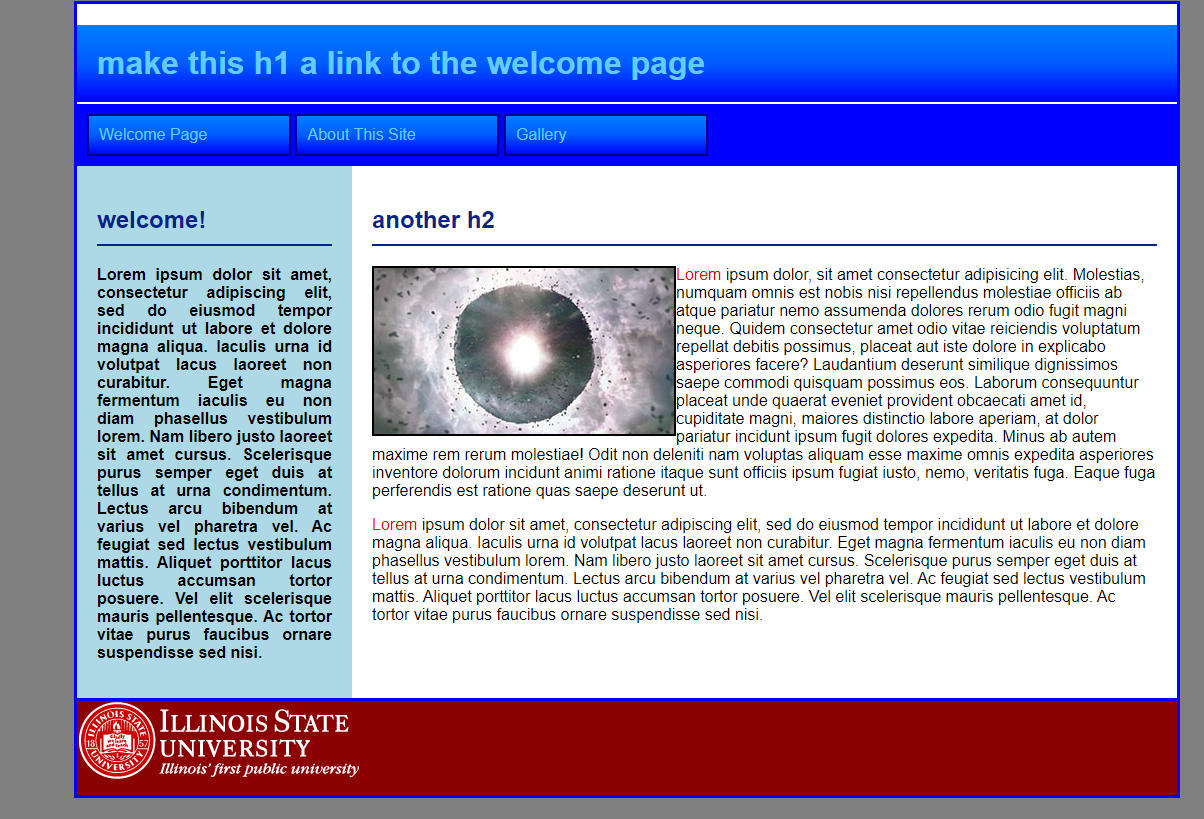 make this h1 a link to the welcome page
Welcome Page
About This Site
Gallery
welcome!
Lorem ipsum dolor sit amet,
consectetur adipiscing elit,
sed do eiusmod tempor
incididunt ut labore et dolore
magna aliqua. Iaculis urna id
volutpat lacus laoreet non
curabitur. Eget magna
fermentum iaculis eu non
diam phasellus vestibulum
lorem. Nam libero justo laoreet
sit amet cursus. Scelerisque
purus semper eget duis at
tellus at urna condimentum.
Lectus arcu bibendum at
varius vel pharetra vel. Ac
feugiat sed lectus vestibulum
mattis. Aliquet porttitor lacus
luctus accumsan tortor
posuere. Vel elit scelerisque
mauris pellentesque. Ac tortor
vitae purus faucibus ornare
suspendisse sed nisi.
another h2
Lorem ipsum dolor, sit amet consectetur adipisicing elit. Molestias,
numquam omnis est nobis nisi repellendus molestiae officiis ab
atque pariatur nemo assumenda dolores rerum odio fugit magni
neque. Quidem consectetur amet odio vitae reiciendis voluptatum
repellat debitis possimus, placeat aut iste dolore in explicabo
asperiores facere? Laudantium deserunt similique dignissimos
saepe commodi quisquam possimus eos. Laborum consequuntur
placeat unde quaerat eveniet provident obcaecati amet id,
cupiditate magni, maiores distinctio labore aperiam, at dolor
pariatur incidunt ipsum fugit dolores expedita. Minus ab autem
maxime rem rerum molestiae! Odit non deleniti nam voluptas aliquam esse maxime omnis expedita asperiores
inventore dolorum incidunt animi ratione itaque sunt officiis ipsum fugiat iusto, nemo, veritatis fuga. Eaque fuga
perferendis est ratione quas saepe deserunt ut.
Lorem ipsum dolor sit amet, consectetur adipiscing elit, sed do eiusmod tempor incididunt ut labore et dolore
magna aliqua. Iaculis urna id volutpat lacus laoreet non curabitur. Eget magna fermentum iaculis eu non diam
phasellus vestibulum lorem. Nam libero justo laoreet sit amet cursus. Scelerisque purus semper eget duis at
tellus at urna condimentum. Lectus arcu bibendum at varius vel pharetra vel. Ac feugiat sed lectus vestibulum
mattis. Aliquet porttitor lacus luctus accumsan tortor posuere. Vel elit scelerisque mauris pellentesque. Ac
tortor vitae purus faucibus ornare suspendisse sed nisi.
ILLINOIS STATE
UNIVERSITY
18 57
ILLINOIS STATE
UNIVERSITY
Illinois' first public university